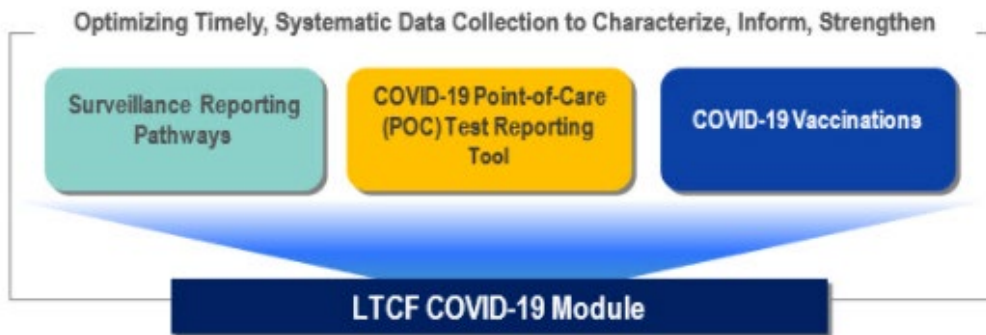 Optimizing Timely, Systematic Data Collection to Characterize, Inform, Strengthen
Surveillance Reporting
Pathways
COVID-19 Point-of-Care
(POC) Test Reporting
Tool
COVID-19 Vaccinations
LTCF COVID-19 Module